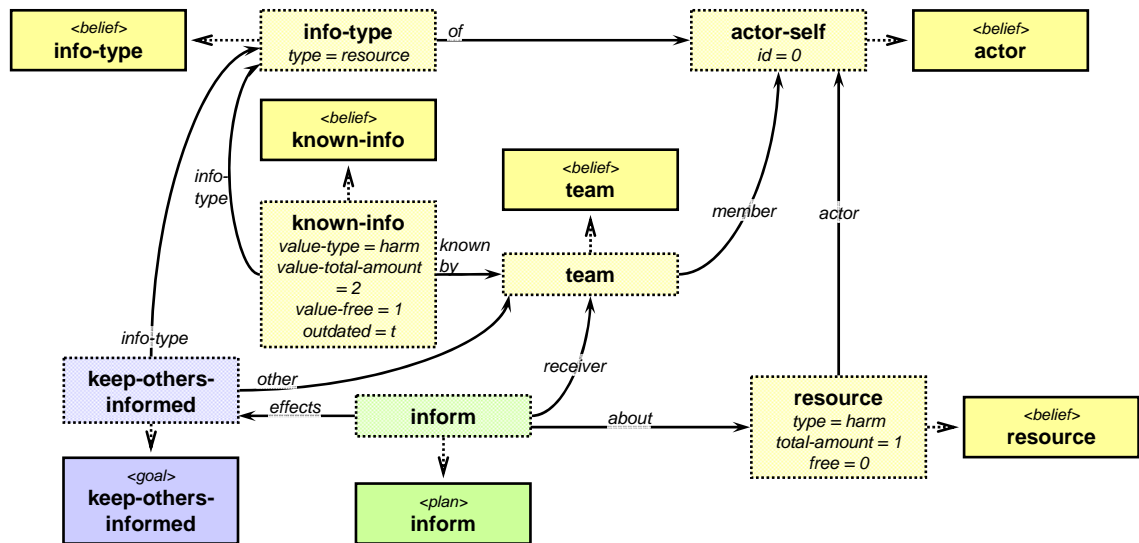 <belief>
info-type
info-type
type = resource
of
actor-self
id = 0
<belief>
actor
<belief>
known-info
info-
type
known-info
value-type = harm
value-total-amount
= 2
value-free = 1
outdated = t
known
by
<belief>
team
team
member
actor
info-type
keep-others-
informed
other
effects
inform
receiver
about
resource
type = harm
total-amount = 1
free = 0
<belief>
resource
<goal>
keep-others-
informed
<plan>
inform